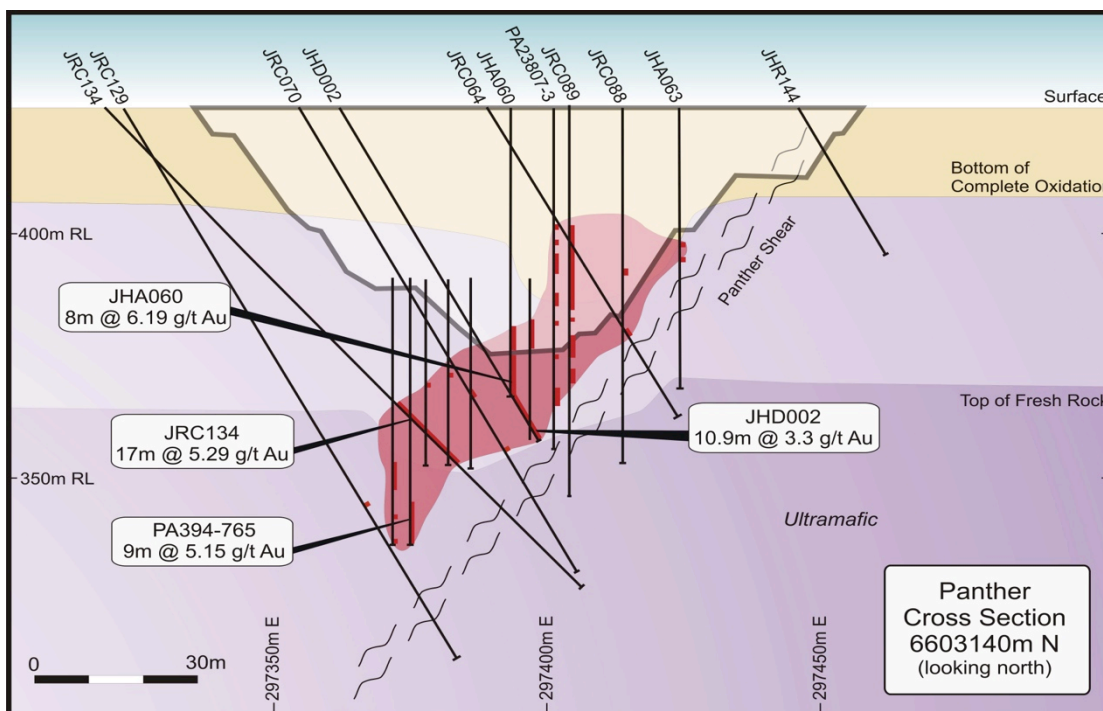 JRC134
JRC129
JRC070
JHD002
JRC064
JHA060
PA23807-3
JRC089
JRC088
JHA063
JHR144
Surface
Bottom of
Complete Oxidation
400m RL
Panther Shear
JHA060
8m @ 6.19 g/t Au
Top of Fresh Rock
JHD002
10.9m @ 3.3 g/t Au
JRC134
17m @ 5.29 g/t Au
350m RL
PA394-765
9m @ 5.15 g/t Au
Ultramafic
Panther
Cross Section
6603140m N
(looking north)
0
30m
297350m E
297400m E
297450m E